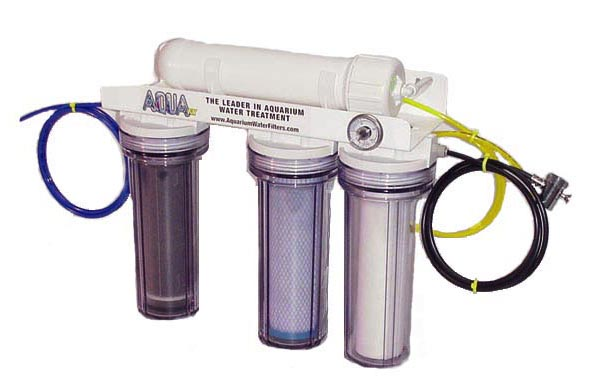 AQUA
THE LEADER IN AQUARIUM
WATER TREATMENT
www.AquariumWaterFilters.com